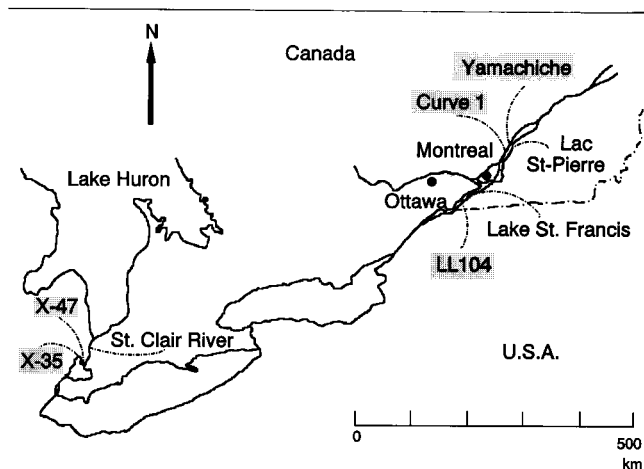 N
Canada
Yamachiche
Curve 1
Montreal
Lac
St-Pierre
Lake Huron
Ottawa
Lake St. Francis
LL104
X-47
St. Clair River
X-35
U.S.A.
0
500
km